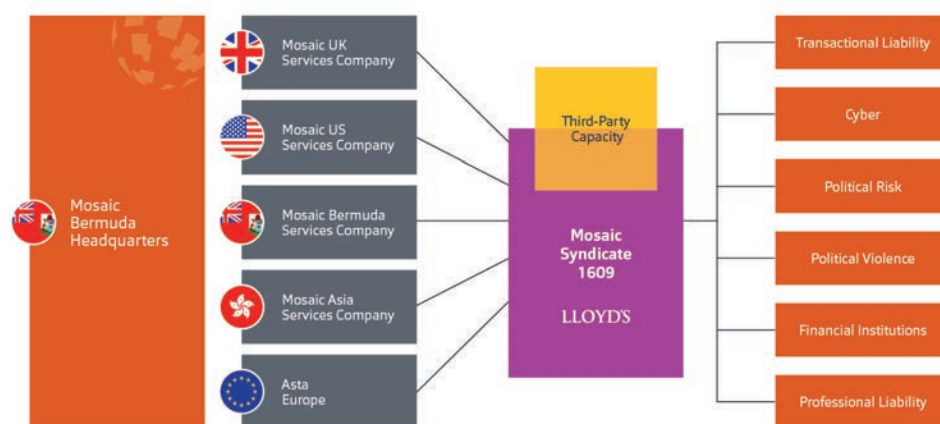 Mosaic
Bermuda
Headquarters
Mosaic UK
Services Company
Mosaic US
Services Company
Mosaic Bermuda
Services Company
Mosaic Asia
Services Company
Asta
Europe
Third-Party
Capacity
Mosaic
Syndicate
1609
LLOYD'S
Transactional Liability
Cyber
Political Risk
Political Violence
Financial Institutions
Professional Liability